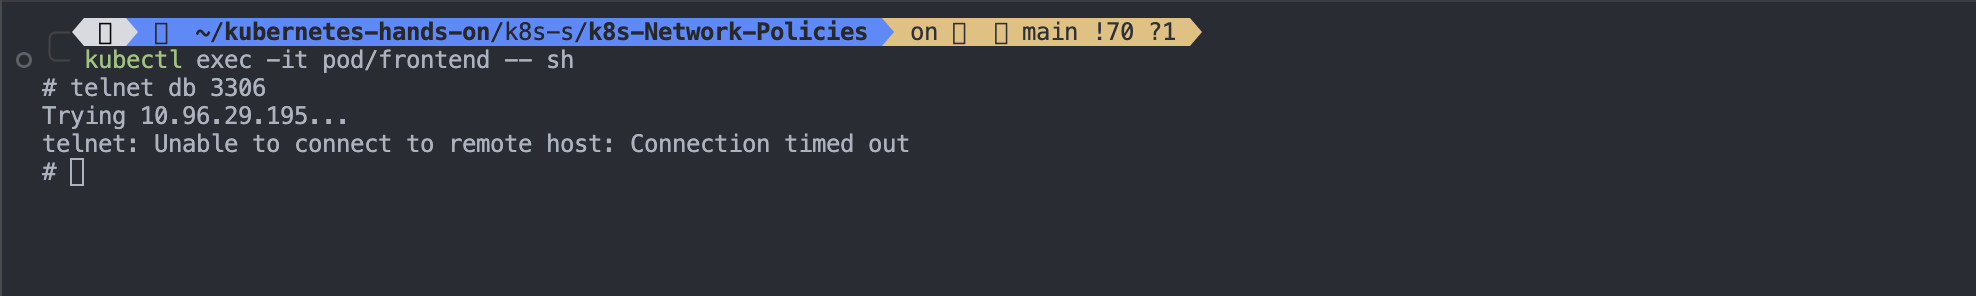 ~/kubernetes-hands-on/k8s-s/k8s-Network-Policies on main !70 ?1
kubectl exec -it pod/frontend -- sh
# telnet db 3306
Trying 10.96.29.195...
telnet: Unable to connect to remote host: Connection timed out
#